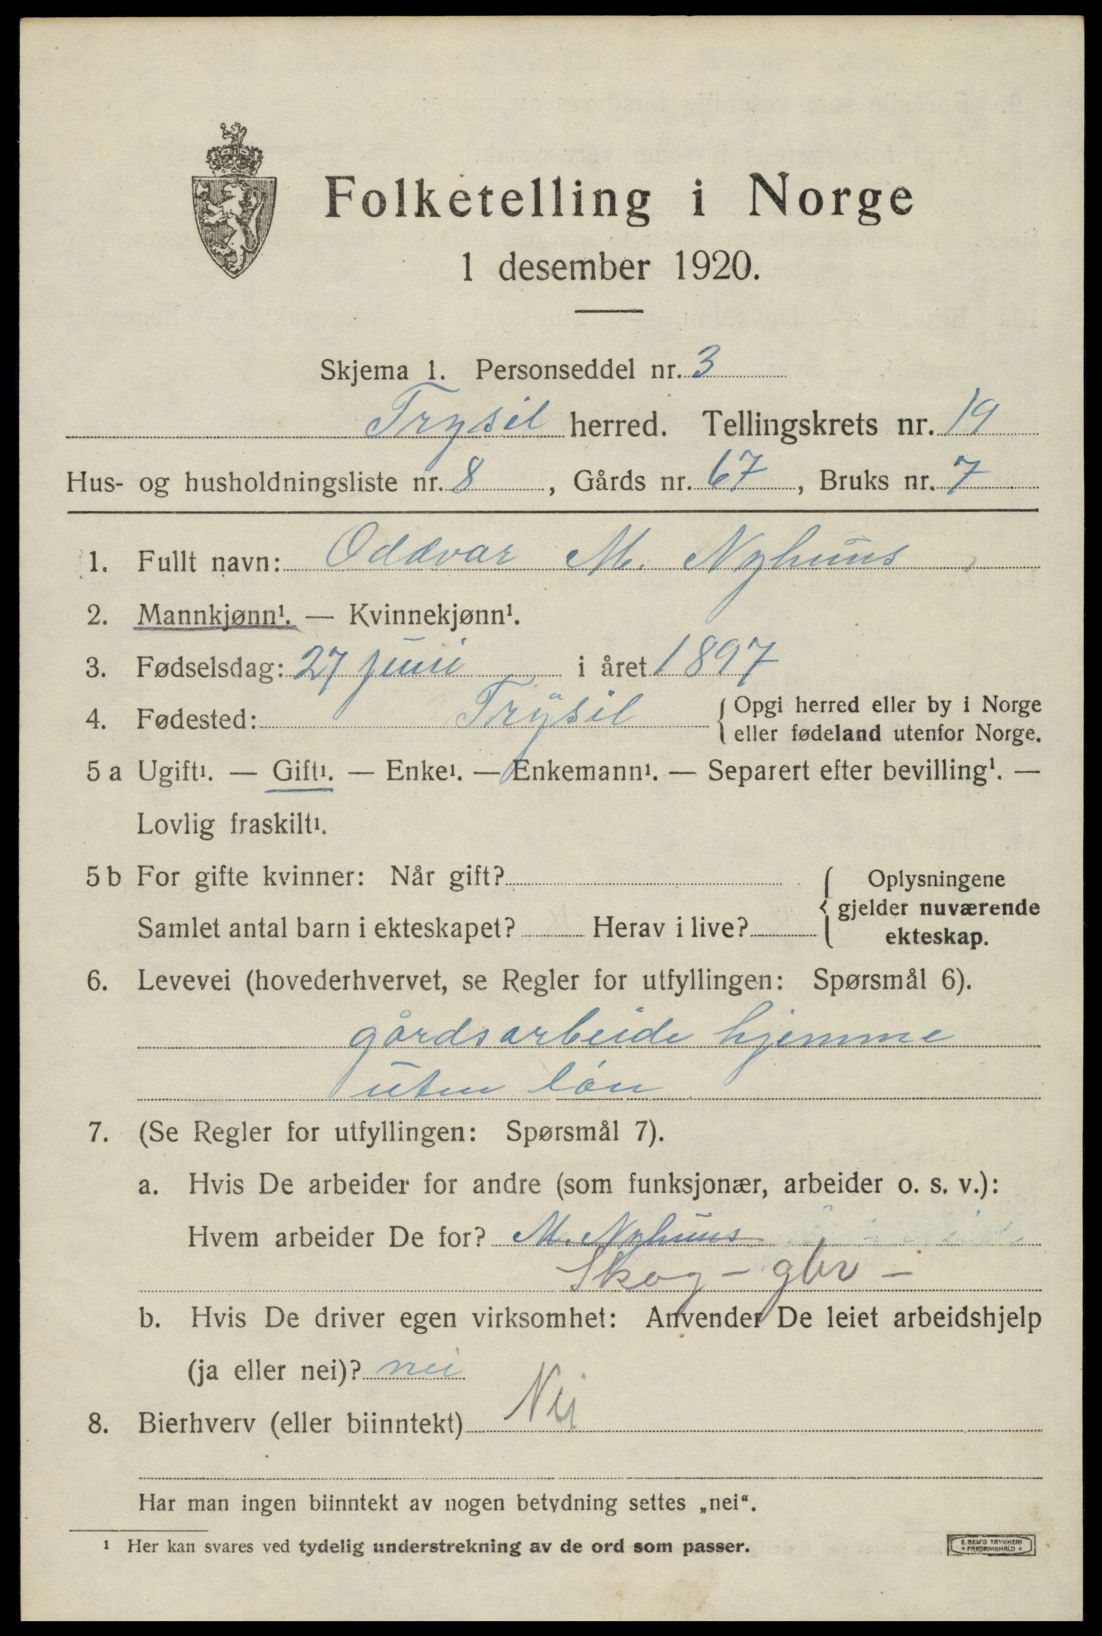 Folketelling i Norge
1 desember 1920.
Skjema 1. Personseddel nr. 3
Trysil herred. Tellingskrets nr. 19
Hus- og husholdningsliste nr. 8, Gårds nr. 67, Bruks nr. 7
1. Fullt navn: Oddvar M. Nyhuus
2. Mannkjønn¹. — Kvinnekjønn¹.
3. Fødselsdag: 27 juni i året 1897
4. Fødested: Trysil { Opgi herred eller by i Norge
eller fødeland utenfor Norge.
5 a Ugift¹. — Gift¹. — Enke¹. — Enkemann¹. — Separert efter bevilling¹. —
Lovlig fraskilt¹.
5 b For gifte kvinner: Når gift?
Samlet antal barn i ekteskapet? Herav i live?
{ Oplysningene
gjelder nuværende
ekteskap.
6. Levevei (hovederhvervet, se Regler for utfyllingen: Spørsmål 6).
gårdsarbeide hjemme
uten løn
7. (Se Regler for utfyllingen: Spørsmål 7).
a. Hvis De arbeider for andre (som funksjonær, arbeider o. s. v.):
Hvem arbeider De for? M. Nyhuus
Skog - gbr -
b. Hvis De driver egen virksomhet: Anvender De leiet arbeidshjelp
(ja eller nei)? nei
8. Bierhverv (eller biinntekt) Nei
Har man ingen biinntekt av nogen betydning settes „nei“.
¹ Her kan svares ved tydelig understrekning av de ord som passer.
E. SEM'S TRYKKERI
FREDRIKSHALD